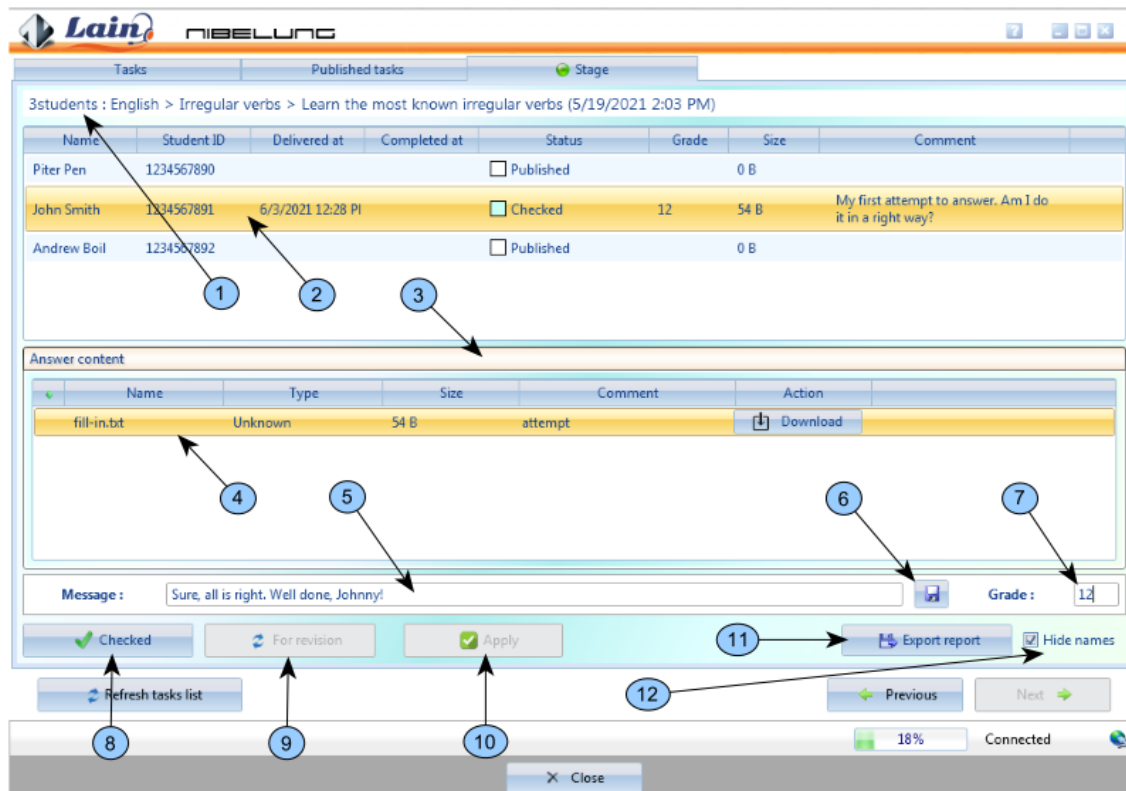 Lain NIBELUNG
Tasks Published tasks Stage
3students : English > Irregular verbs > Learn the most known irregular verbs (5/19/2021 2:03 PM)
Name Student ID Delivered at Completed at Status Grade Size Comment
Piter Pen 1234567890 Published 0 B
John Smith 1234567891 6/3/2021 12:28 PI Checked 12 54 B My first attempt to answer. Am I do
it in a right way?
Andrew Boil 1234567892 Published 0 B
1 2 3
Answer content
Name Type Size Comment Action
fill-in.txt Unknown 54 B attempt Download
4 5 6 7
Message : Sure, all is right. Well done, Johnny! Grade : 12
Checked For revision Apply 11 Export report Hide names
Refresh tasks list 12 Previous Next
8 9 10 18% Connected
X Close